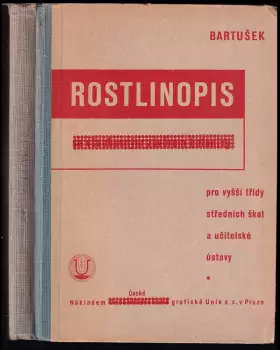 BARTUŠEK
ROSTLINOPIS
pro vyšší třídy
středních škol
a učitelské
ústavy
České
Nákladem grafické Unie a. s. v Praze